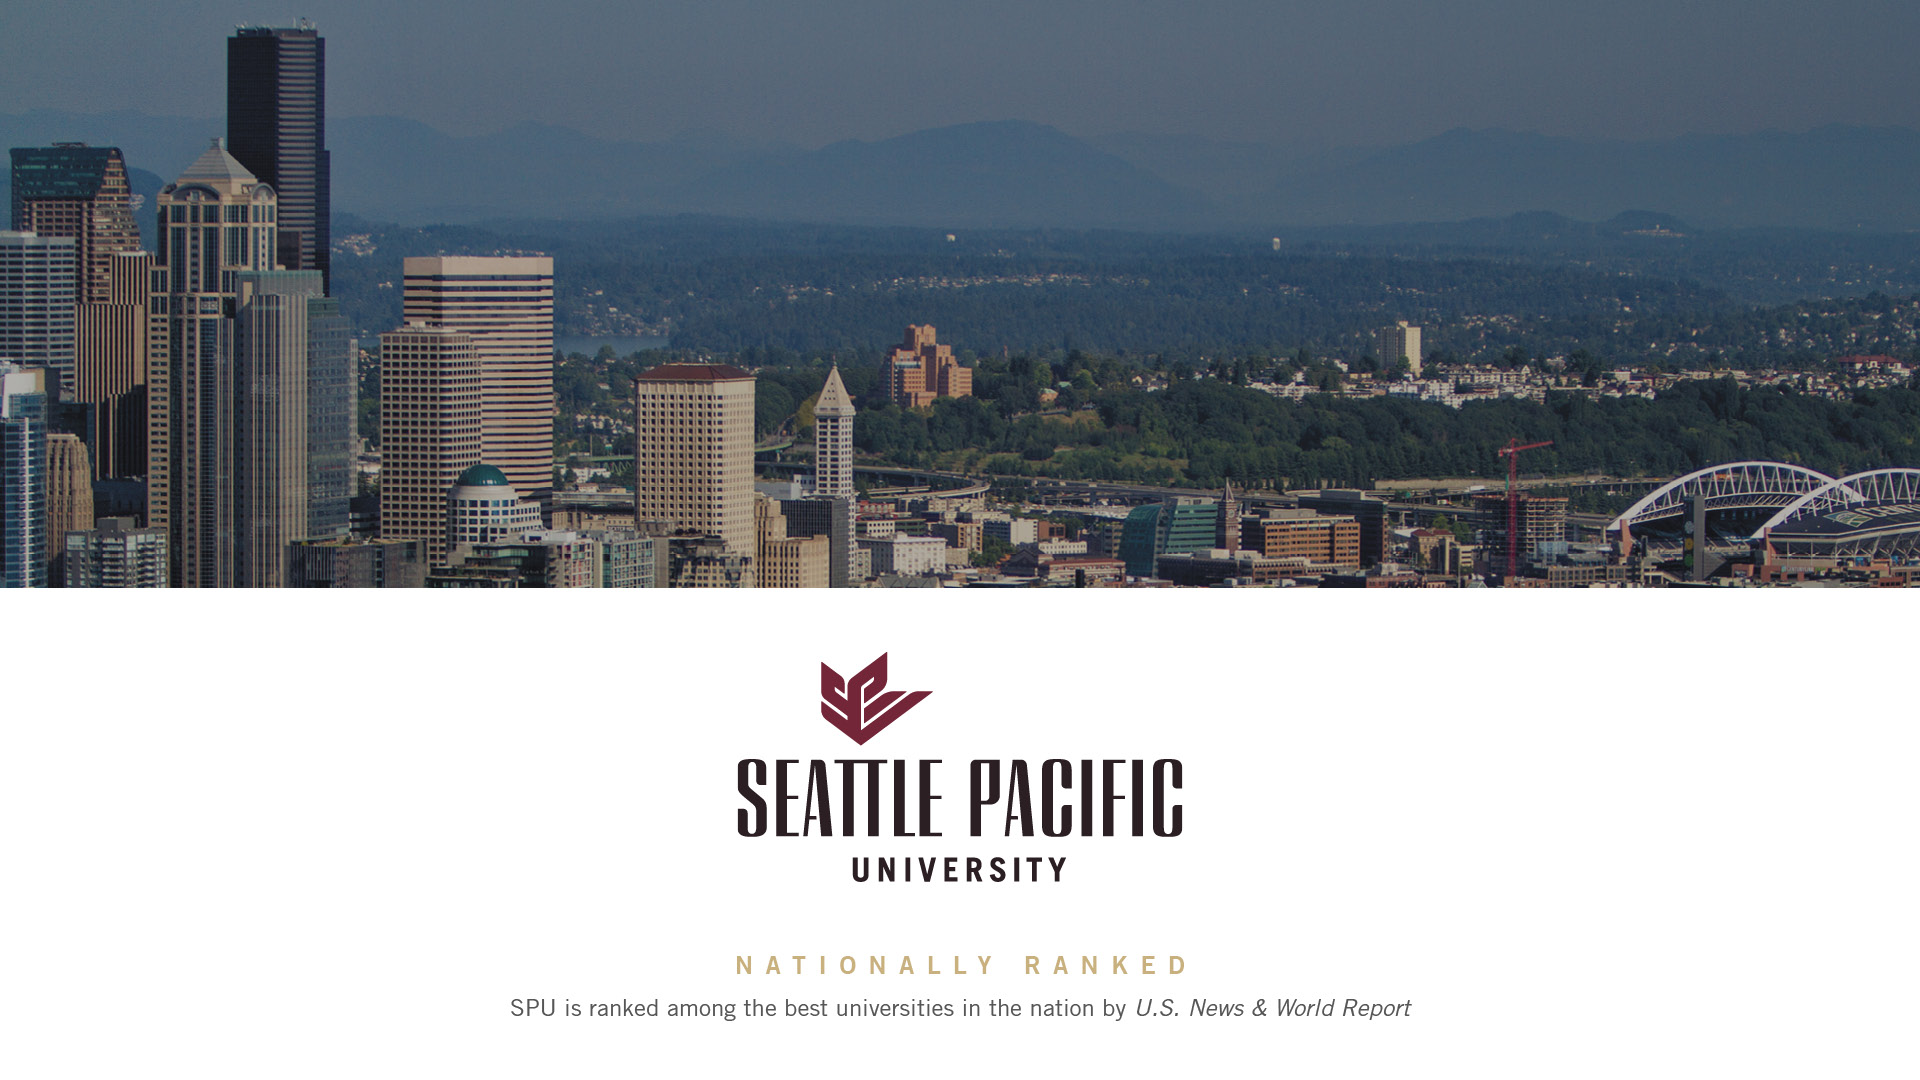 SEATTLE PACIFIC
UNIVERSITY
NATIONALLY RANKED
SPU is ranked among the best universities in the nation by U.S. News & World Report